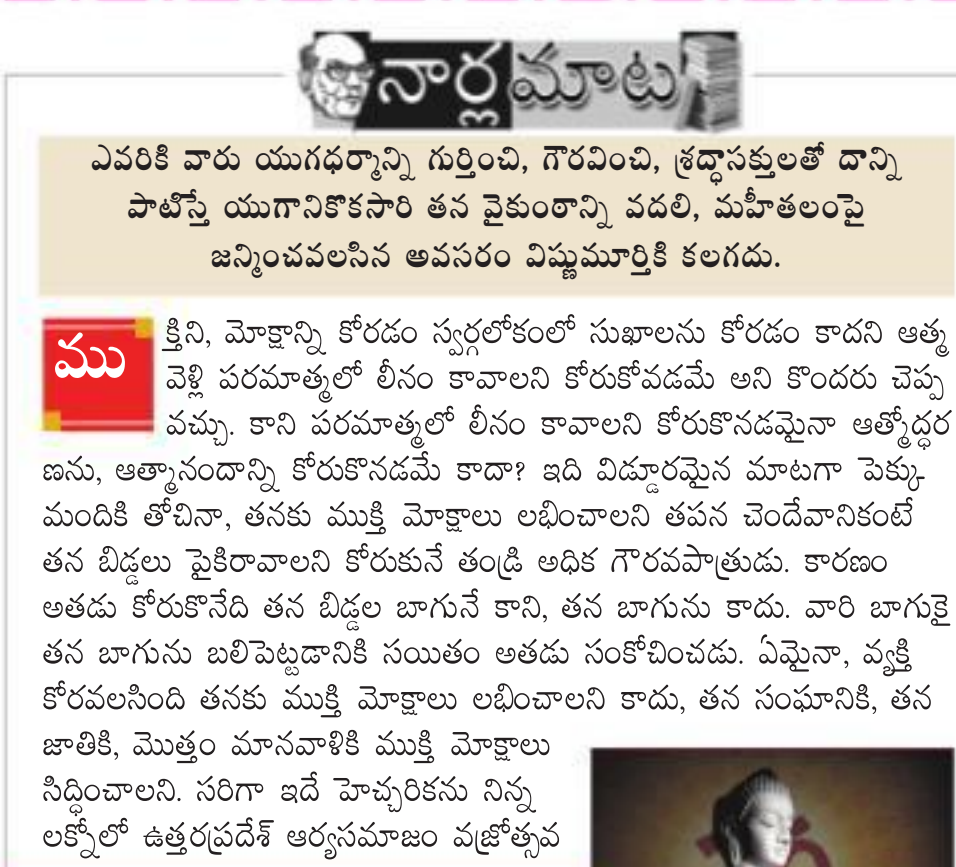 నార్ల మాట
ఎవరికి వారు యుగధర్మాన్ని గుర్తించి, గౌరవించి, శ్రద్ధాసక్తులతో దాన్ని
పాటిస్తే యుగానికొకసారి తన వైకుంఠాన్ని వదలి, మహీతలంపై
జన్మించవలసిన అవసరం విష్ణుమూర్తికి కలగదు.
ముక్తిని, మోక్షాన్ని కోరడం స్వర్గలోకంలో సుఖాలను కోరడం కాదని ఆత్మ
వెళ్లి పరమాత్మలో లీనం కావాలని కోరుకోవడమే అని కొందరు చెప్ప
వచ్చు. కాని పరమాత్మలో లీనం కావాలని కోరుకొనడమైనా ఆత్మోద్ధర
ణను, ఆత్మానందాన్ని కోరుకొనడమే కాదా? ఇది విడ్డూరమైన మాటగా పెక్కు
మందికి తోచినా, తనకు ముక్తి మోక్షాలు లభించాలని తపన చెందేవానికంటే
తన బిడ్డలు పైకిరావాలని కోరుకునే తండ్రి అధిక గౌరవపాత్రుడు. కారణం
అతడు కోరుకొనేది తన బిడ్డల బాగునే కాని, తన బాగును కాదు. వారి బాగుకై
తన బాగును బలిపెట్టడానికి సయితం అతడు సంకోచించడు. ఏమైనా, వ్యక్తి
కోరవలసింది తనకు ముక్తి మోక్షాలు లభించాలని కాదు, తన సంఘానికి, తన
జాతికి, మొత్తం మానవాళికి ముక్తి మోక్షాలు
సిద్ధించాలని. సరిగా ఇదే హెచ్చరికను నిన్న
లక్నోలో ఉత్తరప్రదేశ్ ఆర్యసమాజం వజ్రోత్సవ